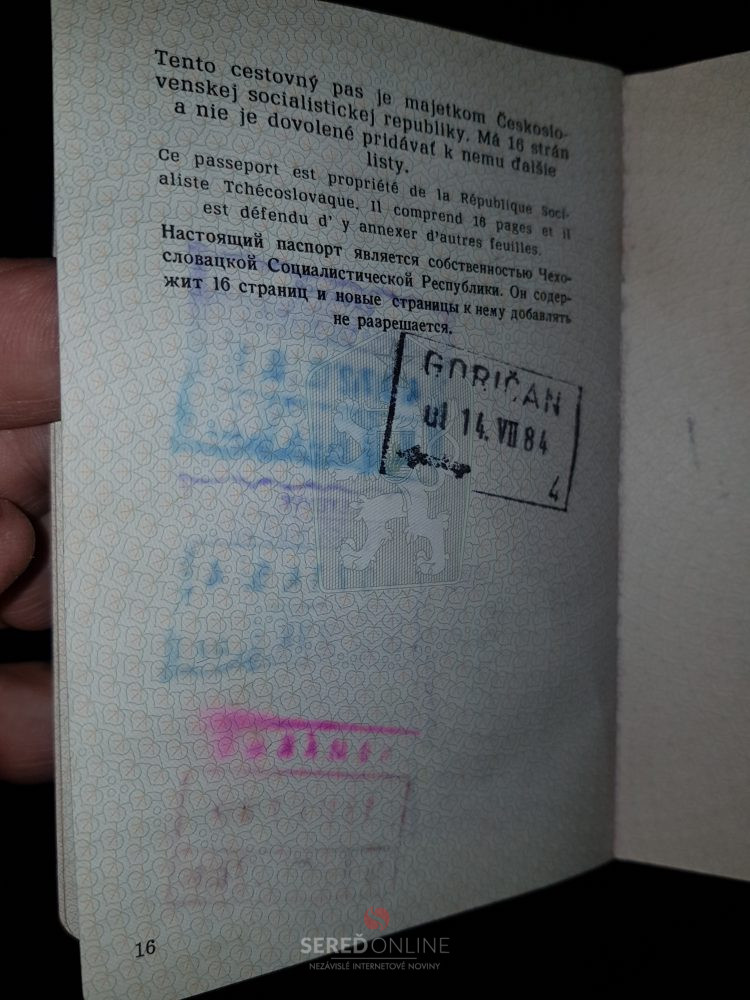 Tento cestovný pas je majetkom Českoslo-
venskej socialistickej republiky. Má 16 strán
a nie je dovolené pridávať k nemu ďalšie
listy.
Ce passeport est propriété de la République Soci-
aliste Tchécoslovaque. Il comprend 16 pages et il
est défendu d' y annexer d'autres feuilles.
Настоящий паспорт является собственностью Чехо-
словацкой Социалистической Республики. Он содер-
жит 16 страниц и новые страницы к нему добавлять
не разрешается.
GORIČAN
ul 14. VII 84
4
16
SEREĎONLINE
NEZÁVISLÉ INTERNETOVÉ NOVINY